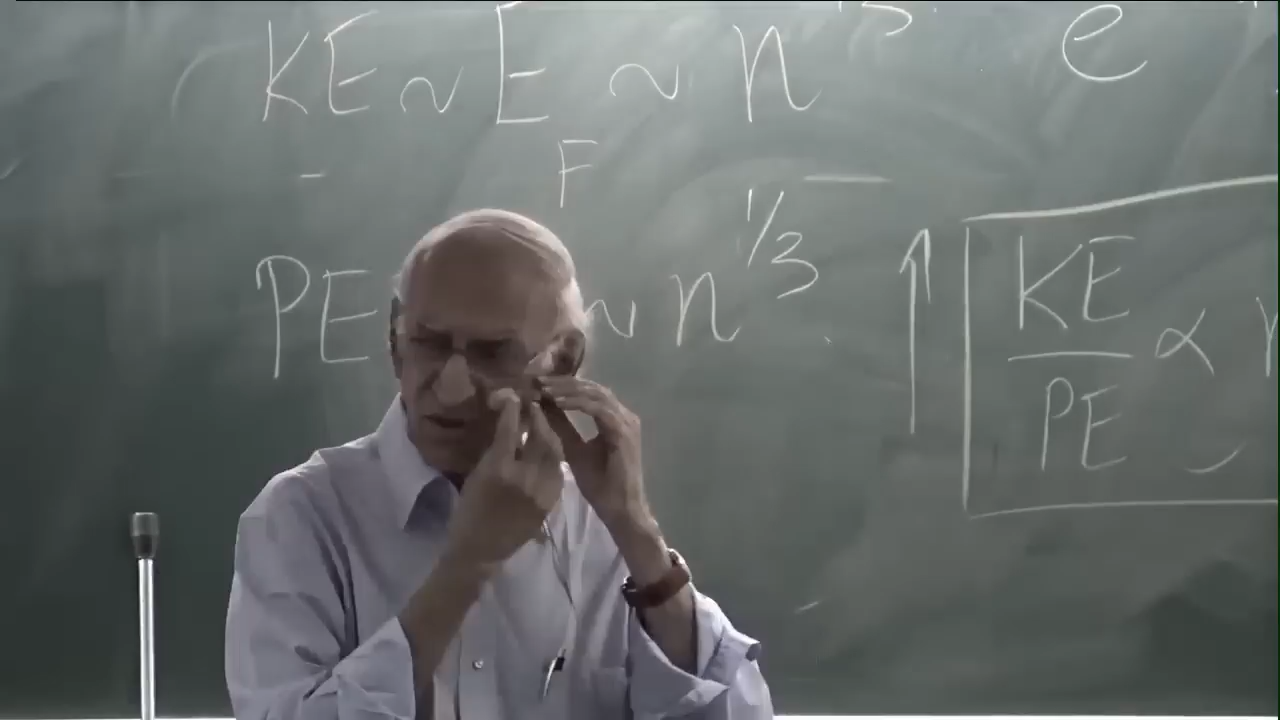 KE ~ E ~ n e
F
PE ~ n 1/3
KE
PE ∝